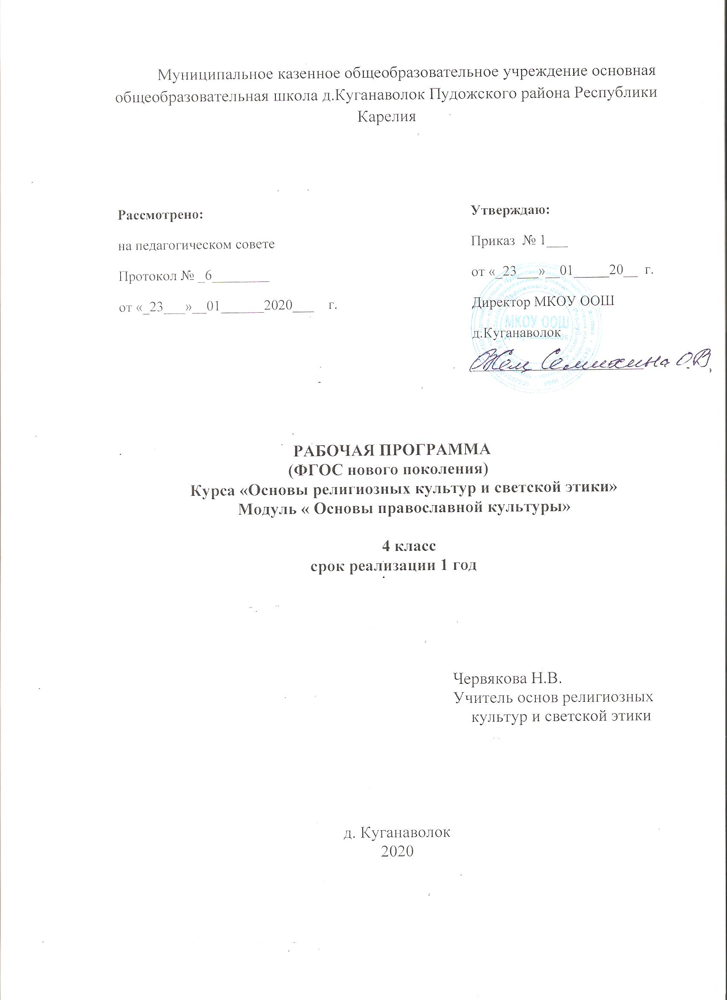 Муниципальное казенное общеобразовательное учреждение основная
общеобразовательная школа д.Куганаволок Пудожского района Республики
Карелия
Рассмотрено:
на педагогическом совете
Протокол № _6________
от «_23___»__01______2020___ г.
Утверждаю:
Приказ № 1___
от «_23___»__01_____20__ г.
Директор МКОУ ООШ
д.Куганаволок
Семихина О.В.
МКОУ ООШ
РАБОЧАЯ ПРОГРАММА
(ФГОС нового поколения)
Курса «Основы религиозных культур и светской этики»
Модуль « Основы православной культуры»
4 класс
срок реализации 1 год
Червякова Н.В.
Учитель основ религиозных
культур и светской этики
д. Куганаволок
2020